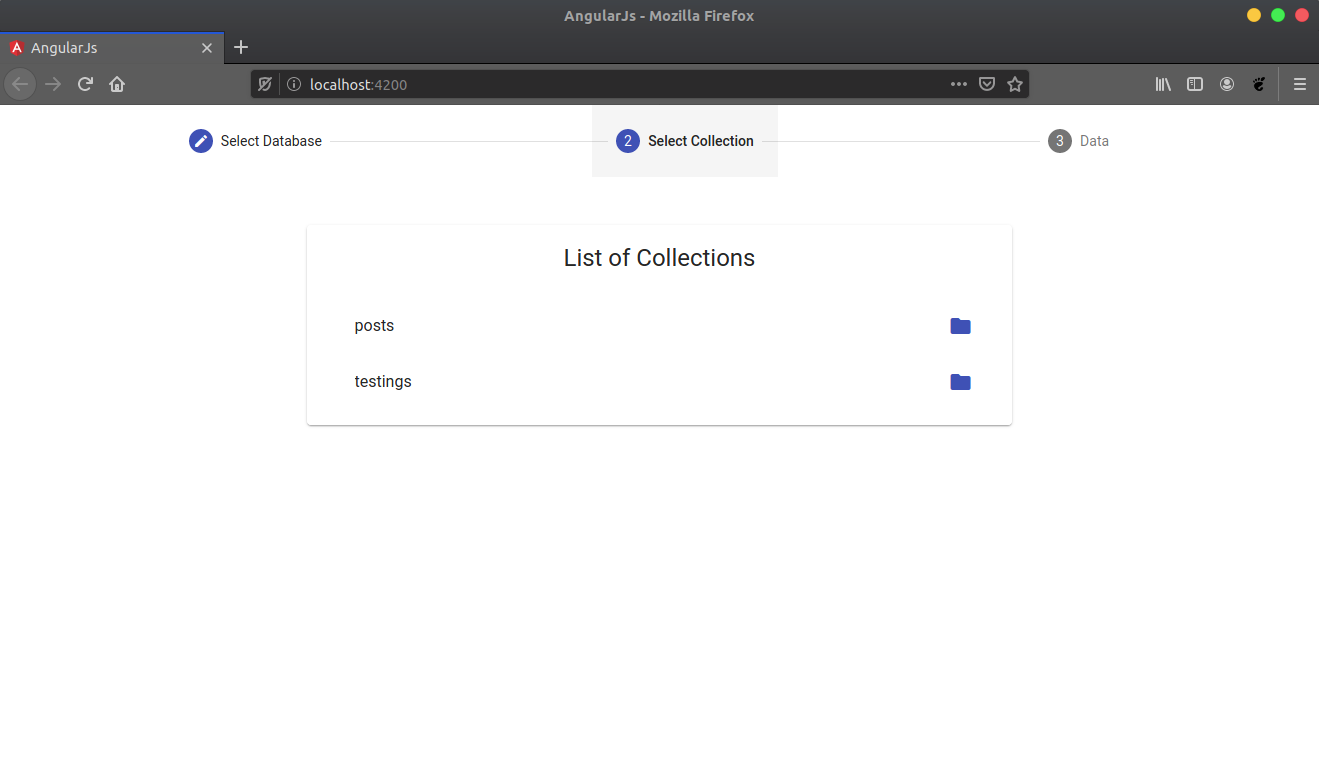 AngularJs - Mozilla Firefox
AngularJs
localhost:4200
Select Database
2 Select Collection
3 Data
List of Collections
posts
testings